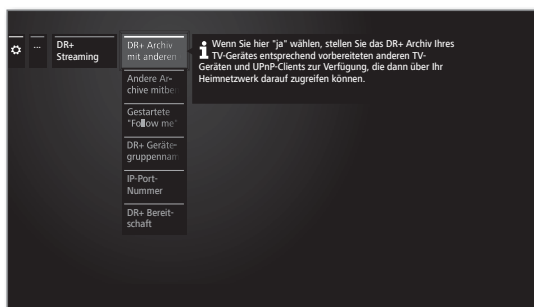 ...
DR+
Streaming
DR+ Archiv
mit anderen
Andere Ar-
chive mitbe
Gestartete
"Follow me"
DR+ Geräte-
gruppennam
IP-Port-
Nummer
DR+ Bereit-
schaft
Wenn Sie hier "ja" wählen, stellen Sie das DR+ Archiv Ihres
TV-Gerätes entsprechend vorbereiteten anderen TV-
Geräten und UPnP-Clients zur Verfügung, die dann über Ihr
Heimnetzwerk darauf zugreifen können.